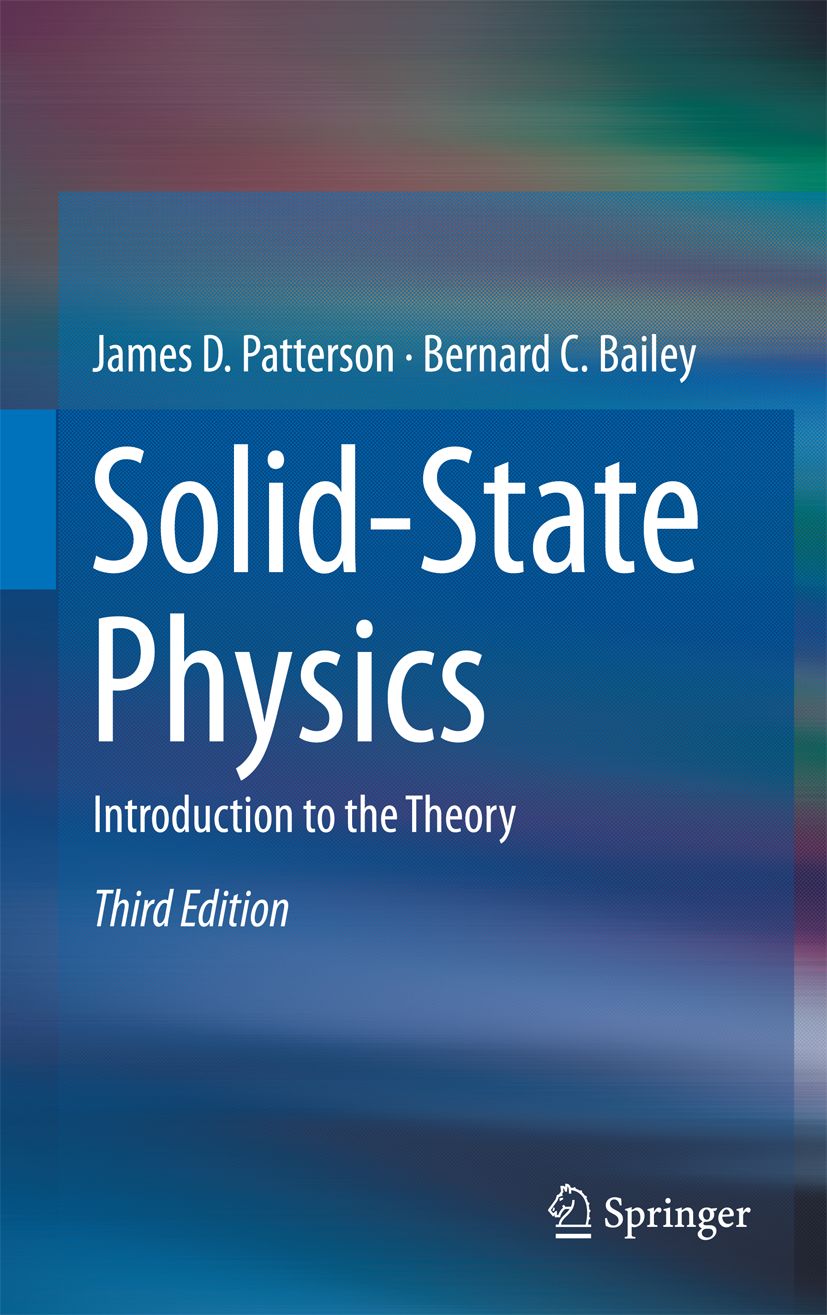 James D. Patterson · Bernard C. Bailey
Solid-State
Physics
Introduction to the Theory
Third Edition
Springer